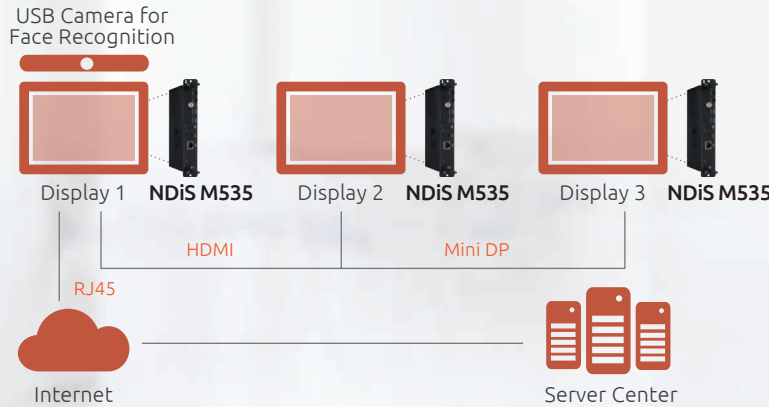 USB Camera for
Face Recognition
Display 1
NDiS M535
Display 2
NDiS M535
Display 3
NDiS M535
HDMI
Mini DP
RJ45
Internet
Server Center